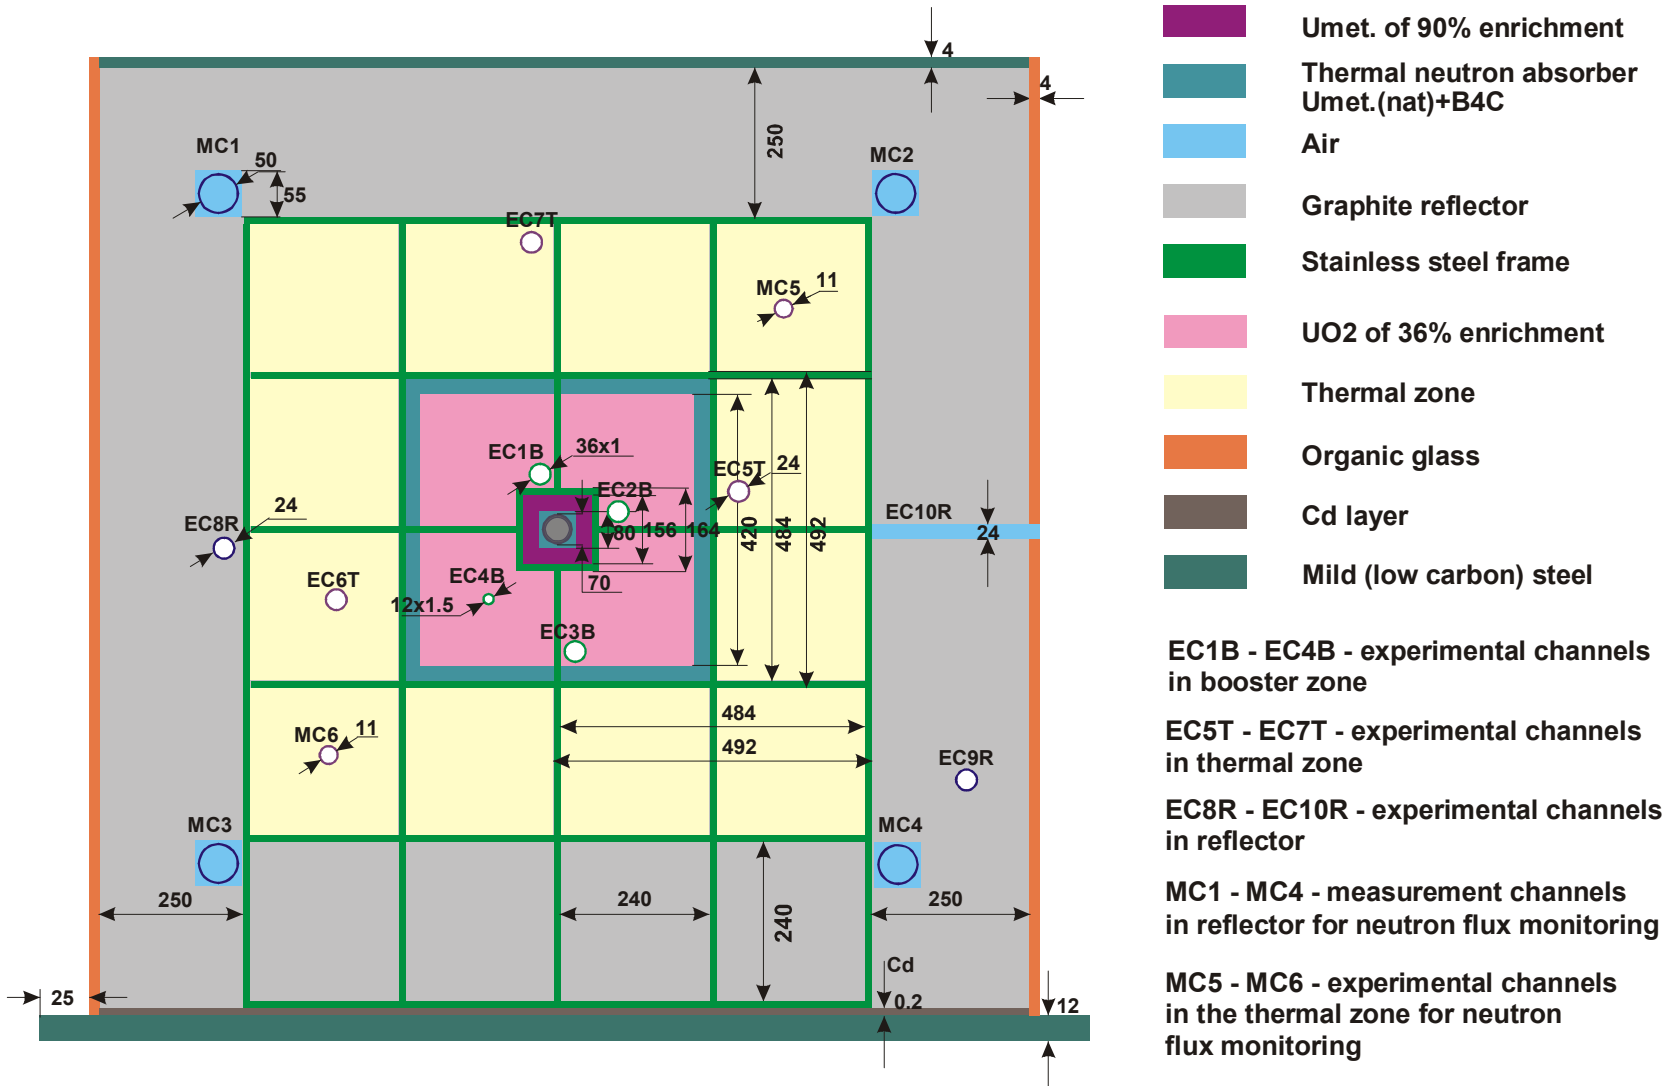 4
4
250
MC1
50
55
MC2
EC7T
MC5
11
EC1B
36x1
EC2B
EC5T
24
80
156
164
420
484
492
EC10R
24
24
EC8R
EC6T
EC4B
12x1.5
70
EC3B
484
492
MC6
11
EC9R
MC3
MC4
250
240
240
250
Cd
0.2
25
12
Umet. of 90% enrichment
Thermal neutron absorber
Umet.(nat)+B4C
Air
Graphite reflector
Stainless steel frame
UO2 of 36% enrichment
Thermal zone
Organic glass
Cd layer
Mild (low carbon) steel
EC1B - EC4B - experimental channels
in booster zone
EC5T - EC7T - experimental channels
in thermal zone
EC8R - EC10R - experimental channels
in reflector
MC1 - MC4 - measurement channels
in reflector for neutron flux monitoring
MC5 - MC6 - experimental channels
in the thermal zone for neutron
flux monitoring